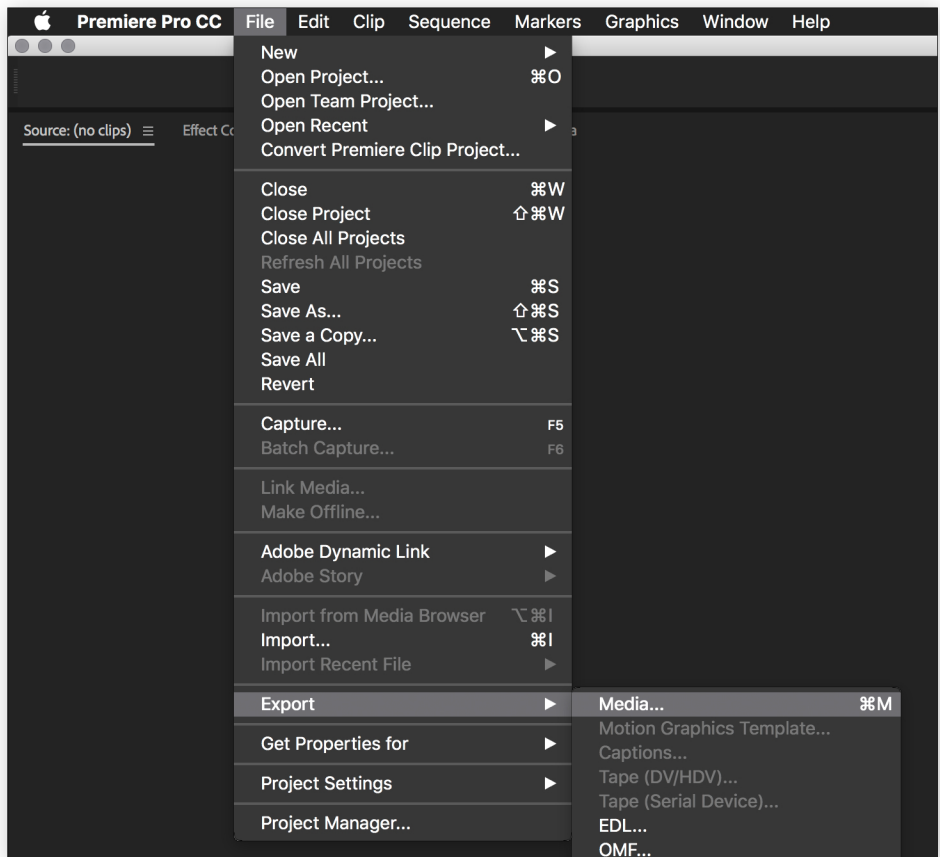 Premiere Pro CC File Edit Clip Sequence Markers Graphics Window Help
Source: (no clips) Effect Co
New
Open Project... ⌘O
Open Team Project...
Open Recent
Convert Premiere Clip Project...
Close ⌘W
Close Project ⇧⌘W
Close All Projects
Refresh All Projects
Save ⌘S
Save As... ⇧⌘S
Save a Copy... ⌥⌘S
Save All
Revert
Capture... F5
Batch Capture... F6
Link Media...
Make Offline...
Adobe Dynamic Link
Adobe Story
Import from Media Browser ⌥⌘I
Import... ⌘I
Import Recent File
Export
Media... ⌘M
Motion Graphics Template...
Captions...
Tape (DV/HDV)...
Tape (Serial Device)...
EDL...
OMF...
Get Properties for
Project Settings
Project Manager...